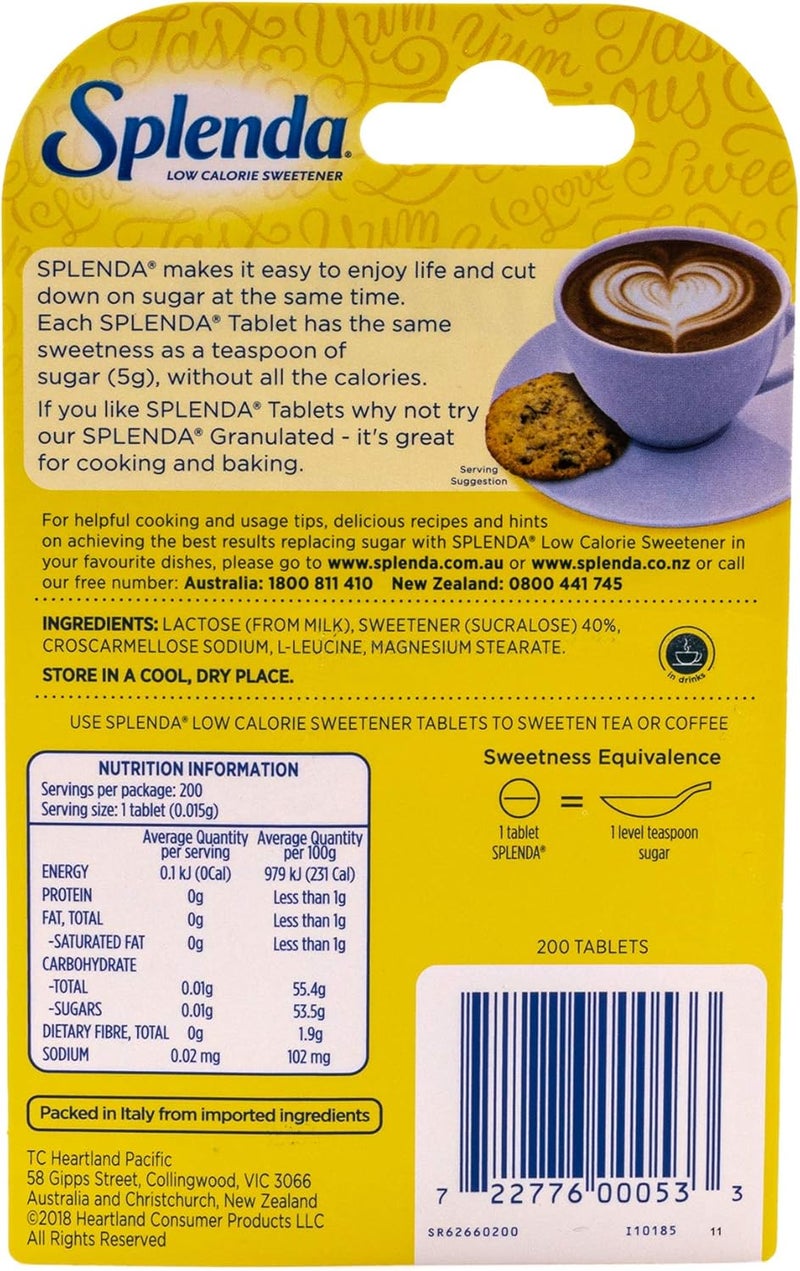 Splenda®
LOW CALORIE SWEETENER
SPLENDA® makes it easy to enjoy life and cut
down on sugar at the same time.
Each SPLENDA® Tablet has the same
sweetness as a teaspoon of
sugar (5g), without all the calories.
If you like SPLENDA® Tablets why not try
our SPLENDA® Granulated - it's great
for cooking and baking.
Serving
Suggestion
For helpful cooking and usage tips, delicious recipes and hints
on achieving the best results replacing sugar with SPLENDA® Low Calorie Sweetener in
your favourite dishes, please go to www.splenda.com.au or www.splenda.co.nz or call
our free number: Australia: 1800 811 410 New Zealand: 0800 441 745
INGREDIENTS: LACTOSE (FROM MILK), SWEETENER (SUCRALOSE) 40%,
CROSCARMELLOSE SODIUM, L-LEUCINE, MAGNESIUM STEARATE.
STORE IN A COOL, DRY PLACE.
in drinks
USE SPLENDA® LOW CALORIE SWEETENER TABLETS TO SWEETEN TEA OR COFFEE
NUTRITION INFORMATION
Servings per package: 200
Serving size: 1 tablet (0.015g)
Average Quantity per serving Average Quantity per 100g
ENERGY 0.1 kJ (0Cal) 979 kJ (231 Cal)
PROTEIN 0g Less than 1g
FAT, TOTAL 0g Less than 1g
-SATURATED FAT 0g Less than 1g
CARBOHYDRATE
-TOTAL 0.01g 55.4g
-SUGARS 0.01g 53.5g
DIETARY FIBRE, TOTAL 0g 1.9g
SODIUM 0.02 mg 102 mg
Sweetness Equivalence
=
1 tablet
SPLENDA®
1 level teaspoon
sugar
200 TABLETS
Packed in Italy from imported ingredients
TC Heartland Pacific
58 Gipps Street, Collingwood, VIC 3066
Australia and Christchurch, New Zealand
©2018 Heartland Consumer Products LLC
All Rights Reserved
7 22776 00053 3
SR62660200 I10185 11